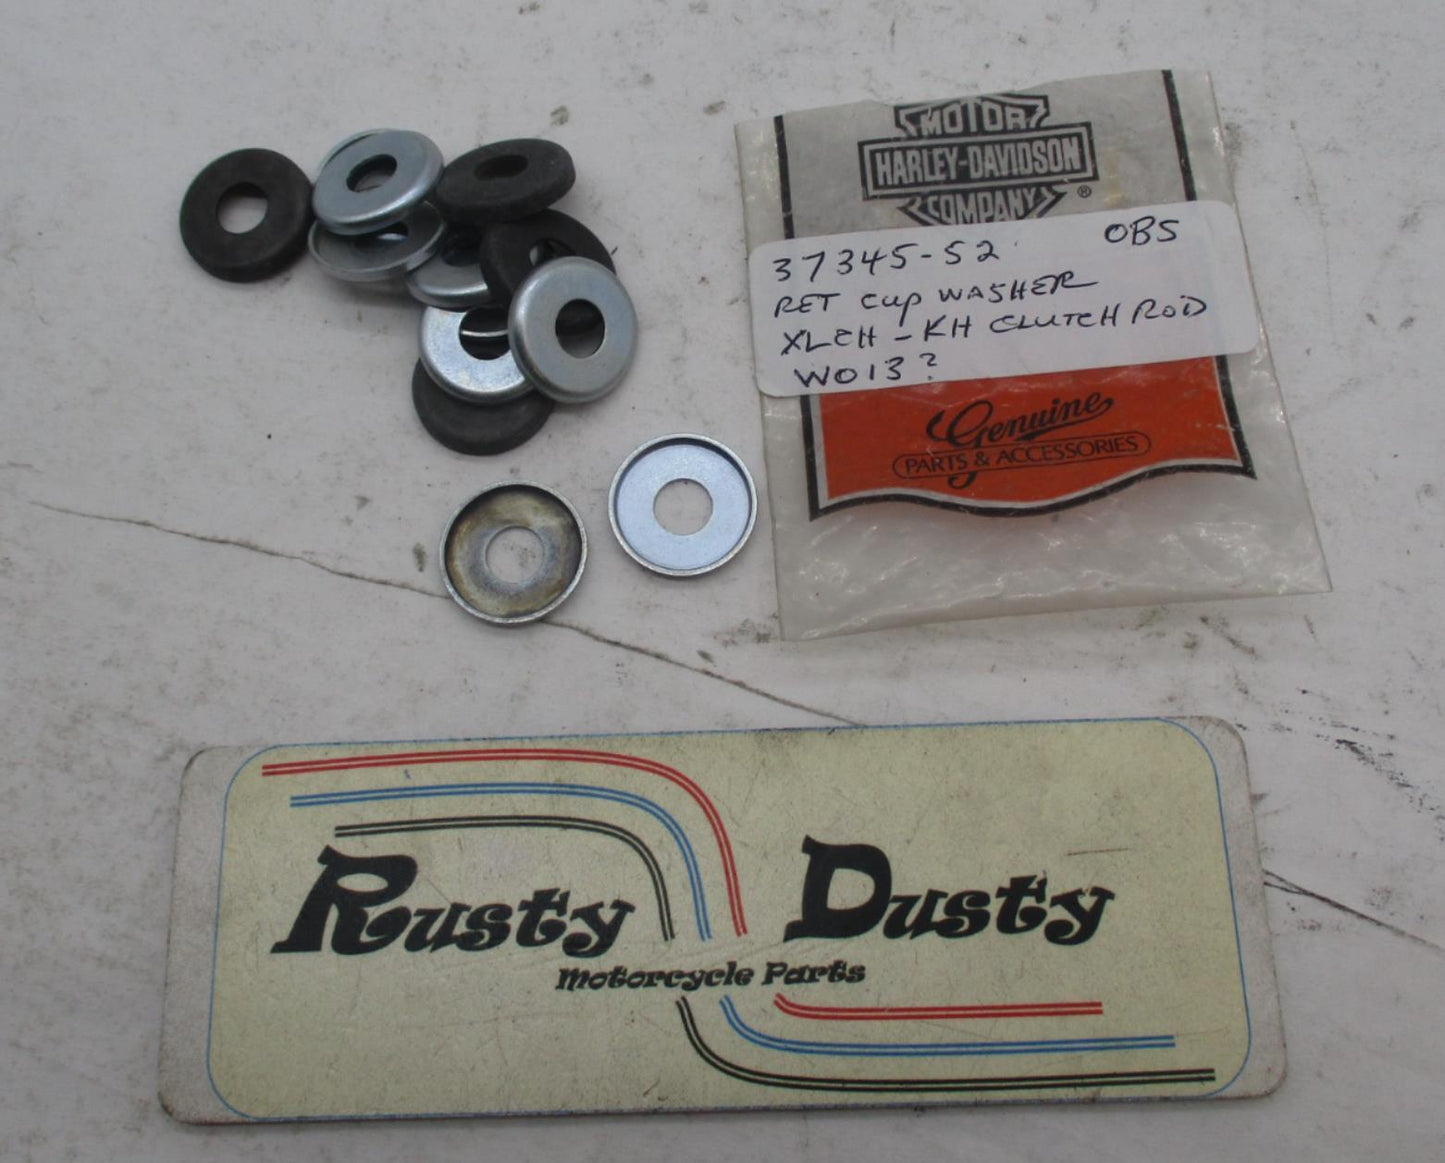 MOTOR
HARLEY-DAVIDSON
COMPANY ®
37345-52 OBS
RET CUP WASHER
XLCH - KH CLUTCH ROD
W013?
Genuine
PARTS & ACCESSORIES
Rusty Dusty
Motorcycle Parts